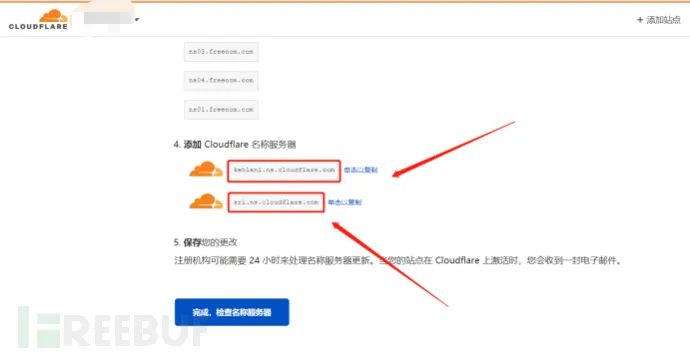 CLOUDFLARE
+ 添加站点
ns03.freenom.com
ns04.freenom.com
ns01.freenom.com
4. 添加 Cloudflare 名称服务器
kehlani.ns.cloudflare.com 单击以复制
sri.ns.cloudflare.com 单击以复制
5. 保存您的更改
注册机构可能需要 24 小时来处理名称服务器更新。当您的站点在 Cloudflare 上激活时，您会收到一封电子邮件。
完成，检查名称服务器
FREEBUF